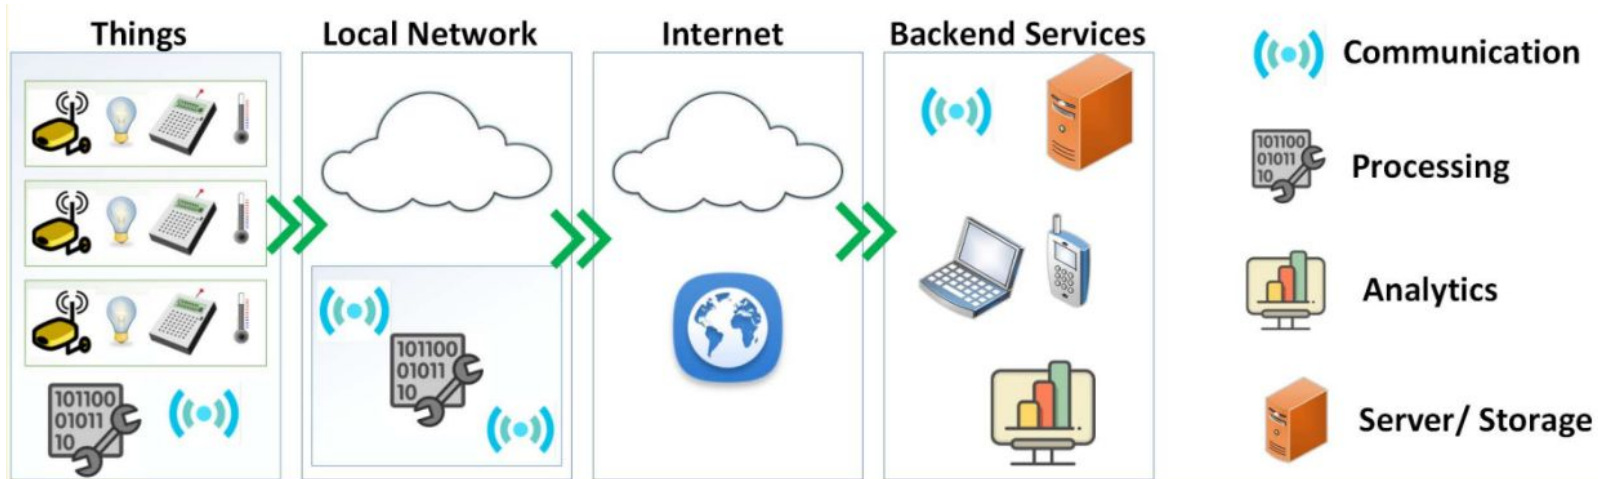 Things
Local Network
Internet
Backend Services
Communication
101100
01011
10
Processing
Analytics
Server/ Storage
101100
01011
10
101100
01011
10